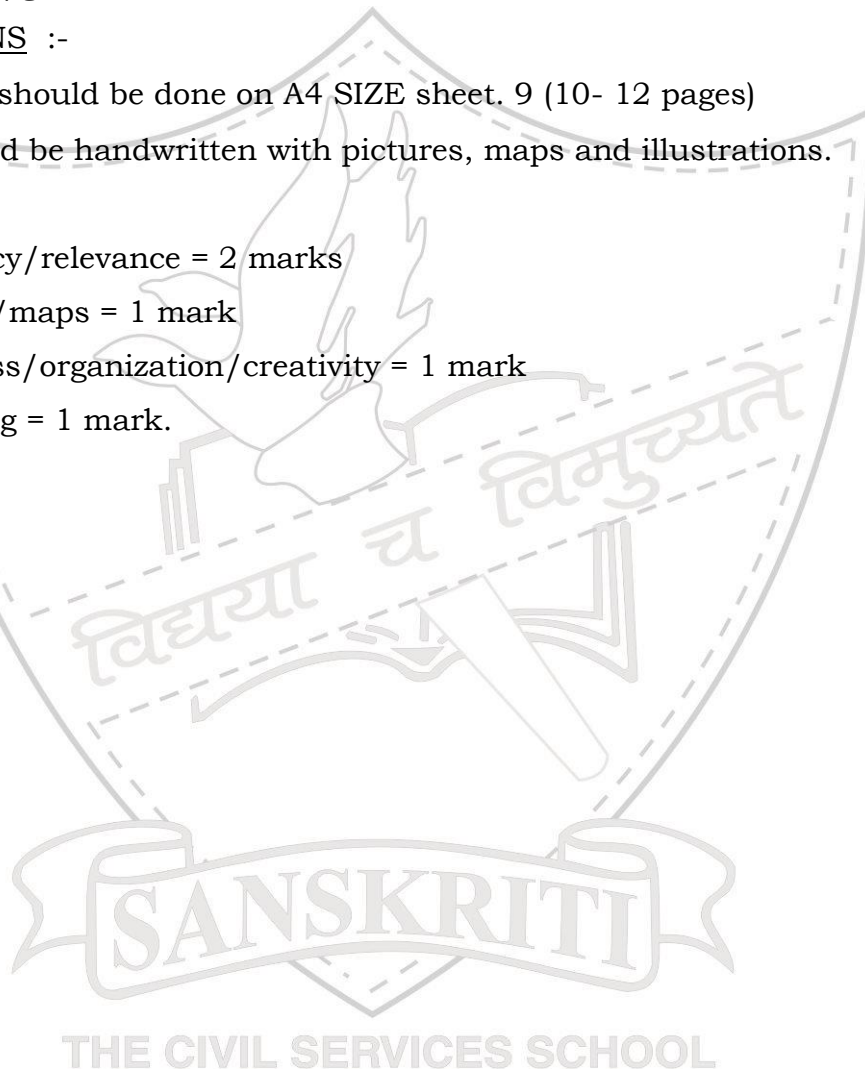 NS :-
should be done on A4 SIZE sheet. 9 (10- 12 pages)
d be handwritten with pictures, maps and illustrations.
cy/relevance = 2 marks
/maps = 1 mark
ss/organization/creativity = 1 mark
g = 1 mark.
विद्यया च विमुच्यते
SANSKRITI
THE CIVIL SERVICES SCHOOL